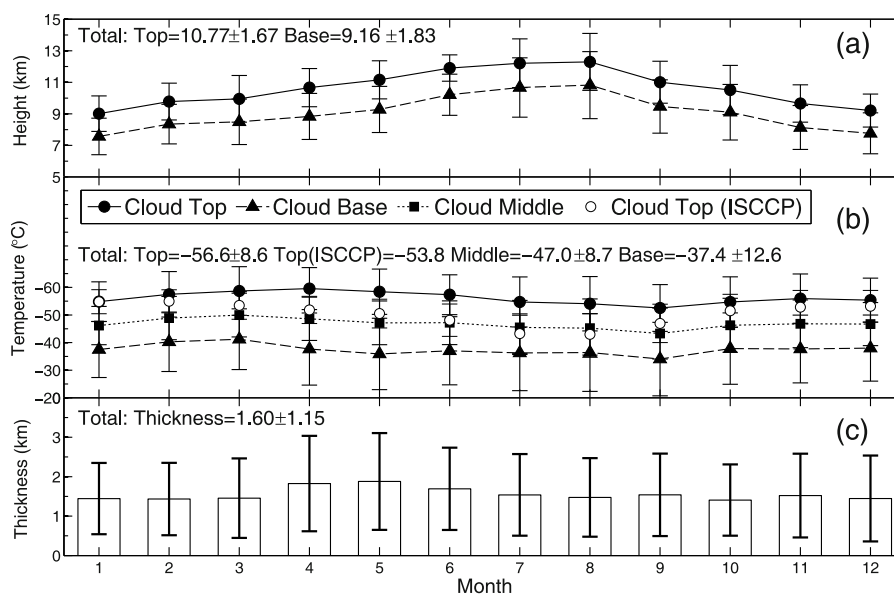 15
13
11
9
7
5
Height (km)
Total: Top=10.77±1.67 Base=9.16 ±1.83
(a)
Cloud Top
Cloud Base
Cloud Middle
Cloud Top (ISCCP)
(b)
Total: Top=−56.6±8.6 Top(ISCCP)=−53.8 Middle=−47.0±8.7 Base=−37.4 ±12.6
Temperature (°C)
-60
-50
-40
-30
-20
Total: Thickness=1.60±1.15
(c)
Thickness (km)
3
2
1
0
1 2 3 4 5 6 7 8 9 10 11 12
Month